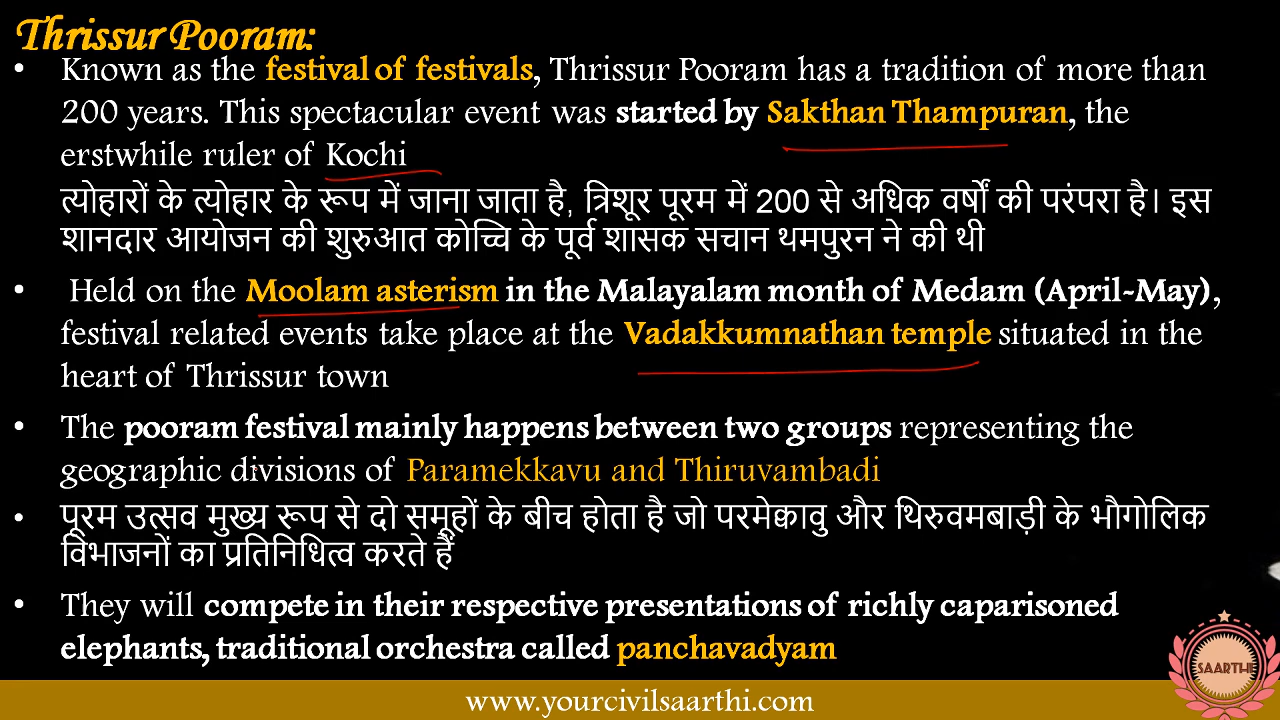 Thrissur Pooram:
• Known as the festival of festivals, Thrissur Pooram has a tradition of more than
200 years. This spectacular event was started by Sakthan Thampuran, the
erstwhile ruler of Kochi
त्योहारों के त्योहार के रूप में जाना जाता है, त्रिशूर पूरम में 200 से अधिक वर्षों की परंपरा है। इस
शानदार आयोजन की शुरुआत कोच्चि के पूर्व शासक सचान थमपुरन ने की थी
• Held on the Moolam asterism in the Malayalam month of Medam (April-May),
festival related events take place at the Vadakkumnathan temple situated in the
heart of Thrissur town
• The pooram festival mainly happens between two groups representing the
geographic divisions of Paramekkavu and Thiruvambadi
• पूरम उत्सव मुख्य रूप से दो समूहों के बीच होता है जो परमेक्कावु और थिरुवमबाड़ी के भौगोलिक
विभाजनों का प्रतिनिधित्व करते हैं
• They will compete in their respective presentations of richly caparisoned
elephants, traditional orchestra called panchavadyam
SAARTHI
www.yourcivilsaarthi.com